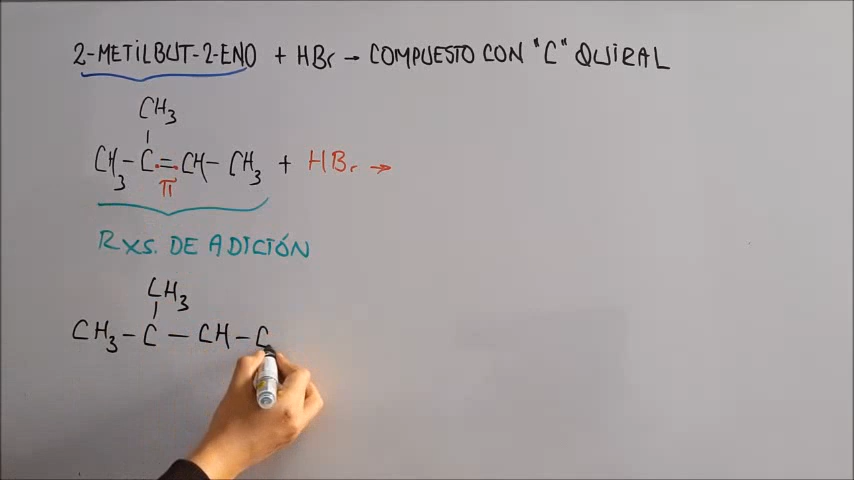 2-METILBUT-2-ENO + HBr → COMPUESTO CON "C" QUIRAL
CH3
CH3-C=CH-CH3 + HBr →
π
RXS. DE ADICIÓN
CH3
CH3-C-CH-C